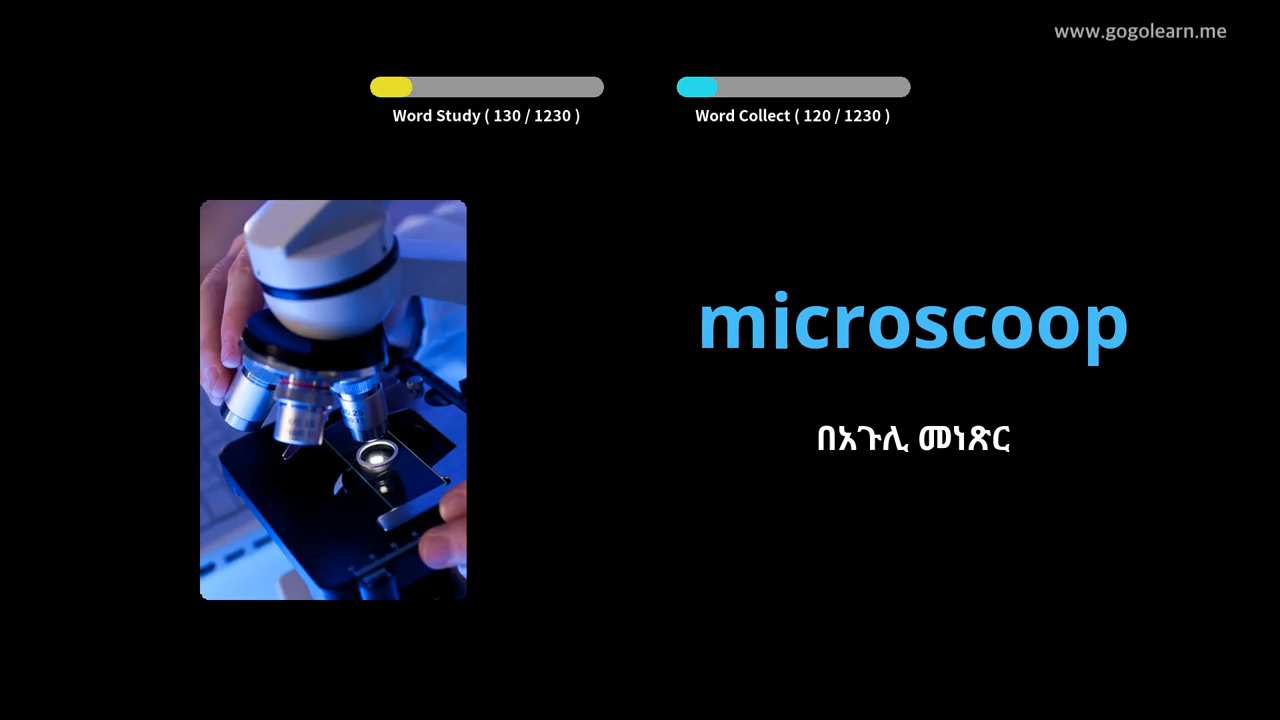 www.gogolearn.me
Word Study ( 130 / 1230 )
Word Collect ( 120 / 1230 )
microscoop
በአጉሊ መነጽር